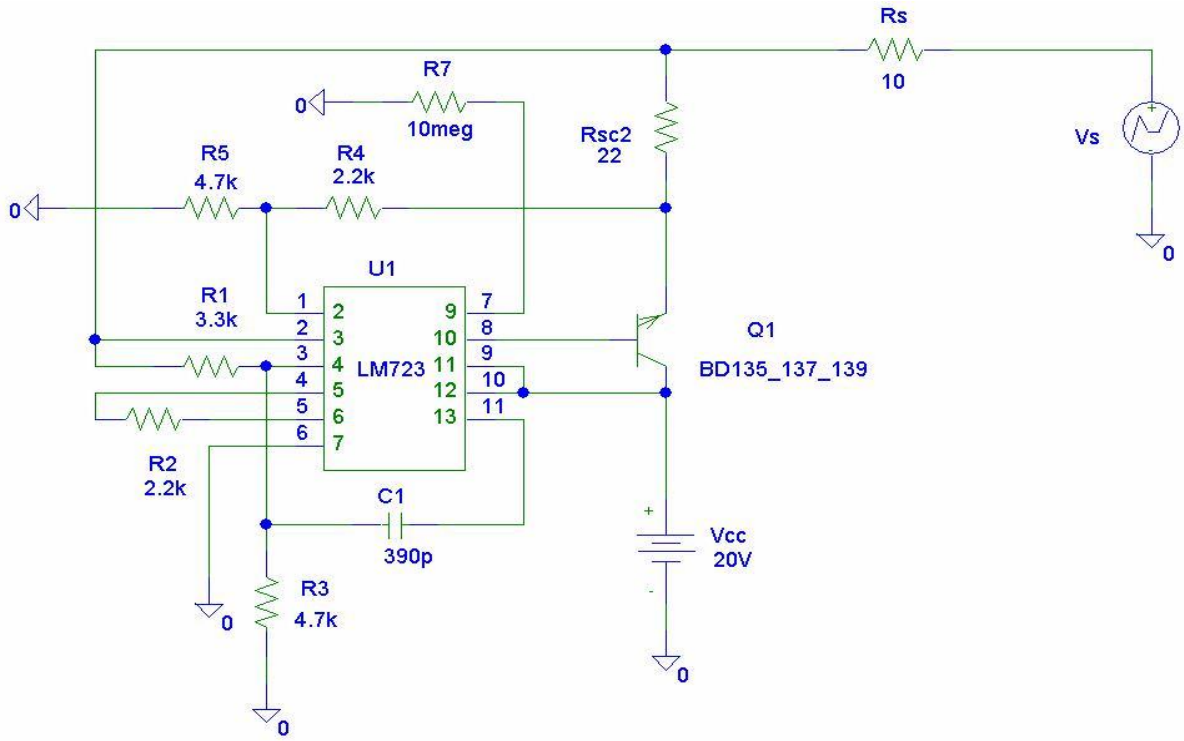 Rs
10
R7
0
10meg
Rsc2
22
Vs
+
-
0
R5
4.7k
R4
2.2k
0
U1
R1
3.3k
LM723
1
2
3
4
5
6
2
3
4
5
6
7
9
10
11
12
13
7
8
9
10
11
Q1
BD135_137_139
R2
2.2k
C1
390p
+
Vcc
20V
-
0
R3
4.7k
0
0